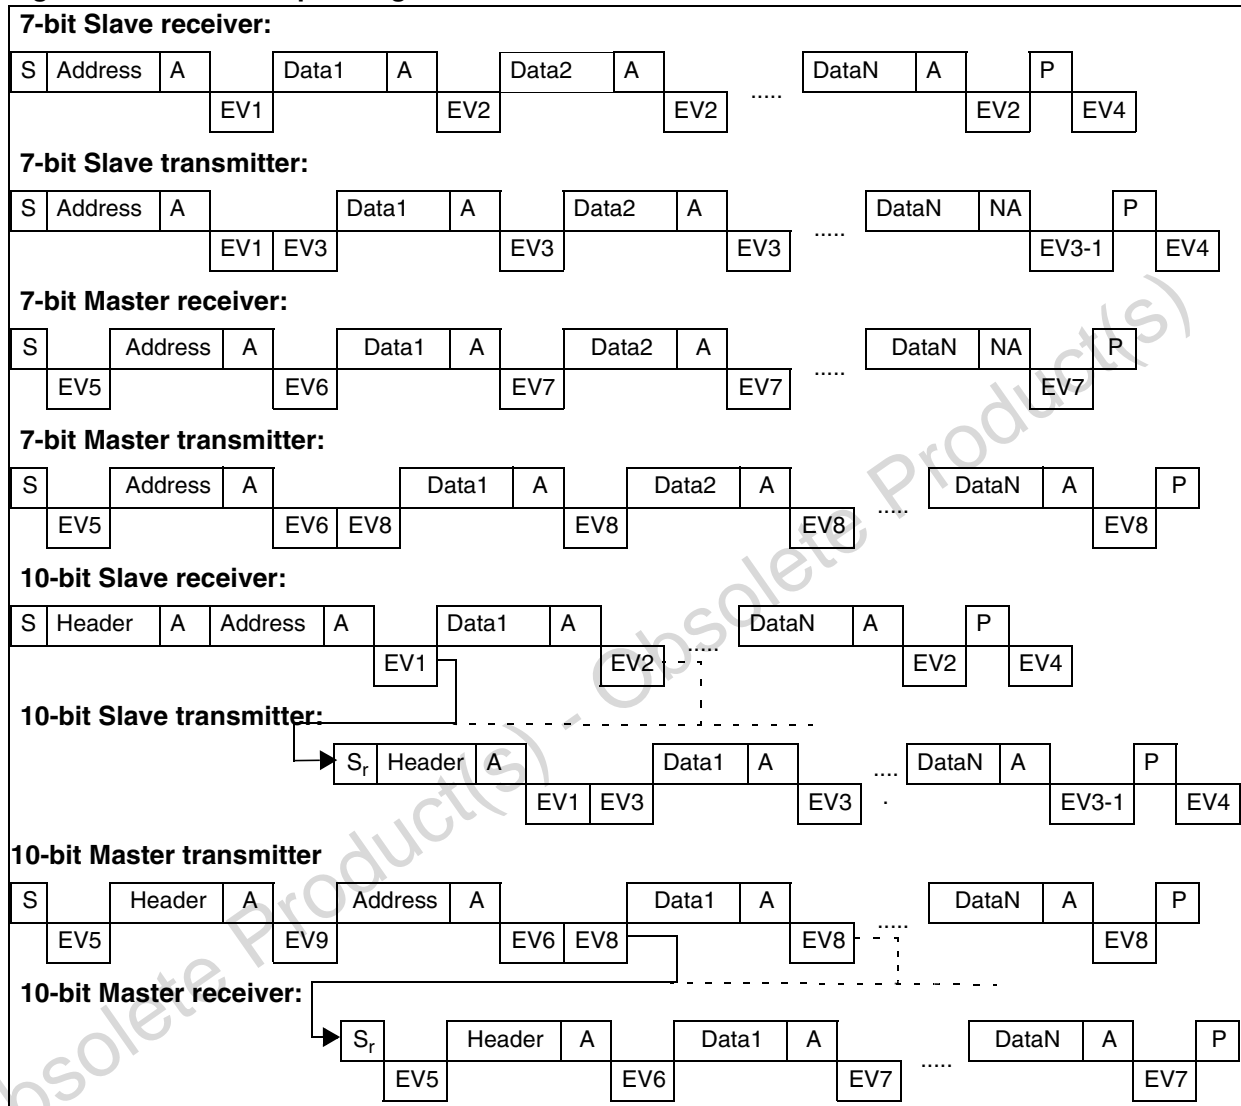 7-bit Slave receiver:
S Address A Data1 A Data2 A ..... DataN A P
EV1 EV2 EV2 EV2 EV4
7-bit Slave transmitter:
S Address A Data1 A Data2 A ..... DataN NA P
EV1 EV3 EV3 EV3 EV3-1 EV4
7-bit Master receiver:
S Address A Data1 A Data2 A ..... DataN NA P
EV5 EV6 EV7 EV7 EV7
7-bit Master transmitter:
S Address A Data1 A Data2 A ..... DataN A P
EV5 EV6 EV8 EV8 EV8 EV8
10-bit Slave receiver:
S Header A Address A Data1 A ..... DataN A P
EV1 EV2 EV2 EV4
10-bit Slave transmitter:
Sr Header A Data1 A .... DataN A P
EV1 EV3 EV3 . EV3-1 EV4
10-bit Master transmitter
S Header A Address A Data1 A ..... DataN A P
EV5 EV9 EV6 EV8 EV8 EV8
10-bit Master receiver:
Sr Header A Data1 A ..... DataN A P
EV5 EV6 EV7 EV7
Obsolete Product(s) - Obsolete Product(s)